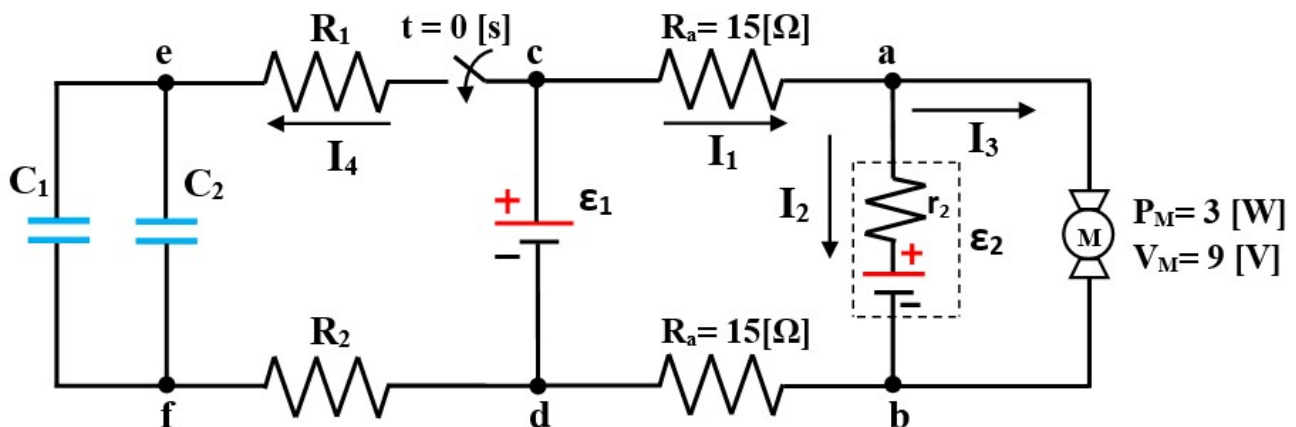 R₁
t = 0 [s]
Rₐ= 15[Ω]
e
c
a
I₄
I₁
I₃
C₁
C₂
+
ε₁
−
I₂
r₂
ε₂
+
−
M
P_M= 3 [W]
V_M= 9 [V]
R₂
Rₐ= 15[Ω]
f
d
b